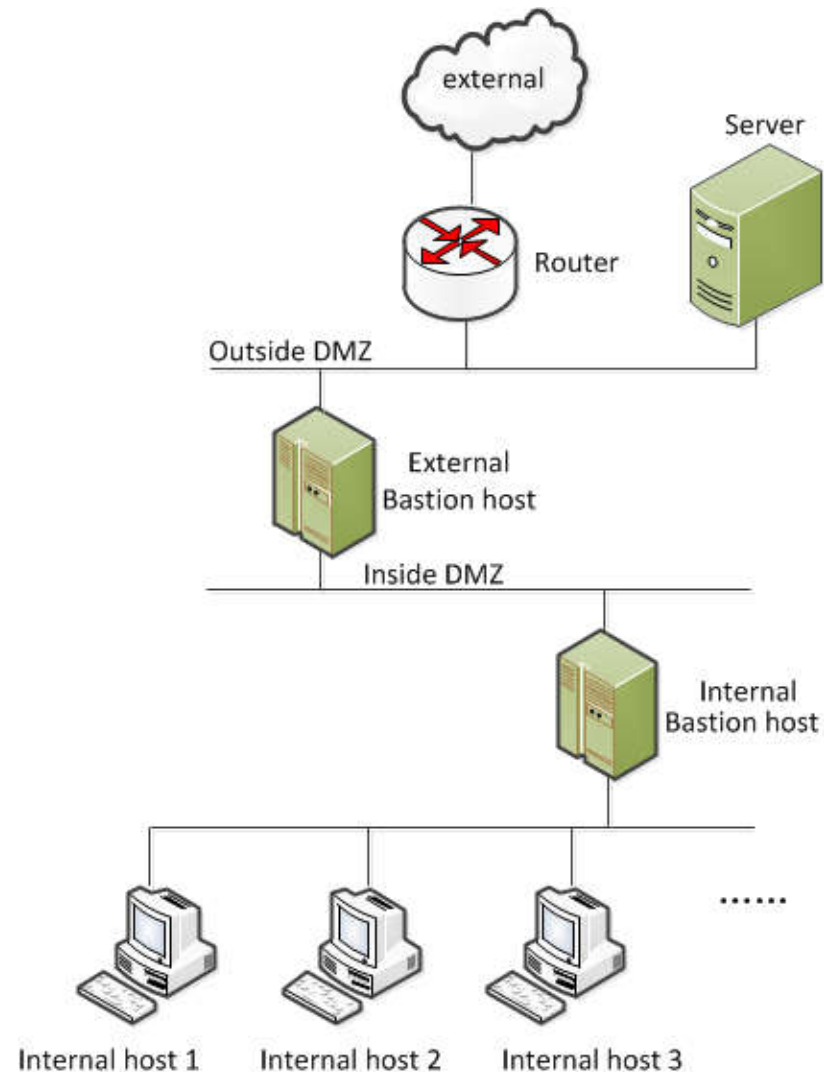 external
Server
Router
Outside DMZ
External
Bastion host
Inside DMZ
Internal
Bastion host
......
Internal host 1
Internal host 2
Internal host 3